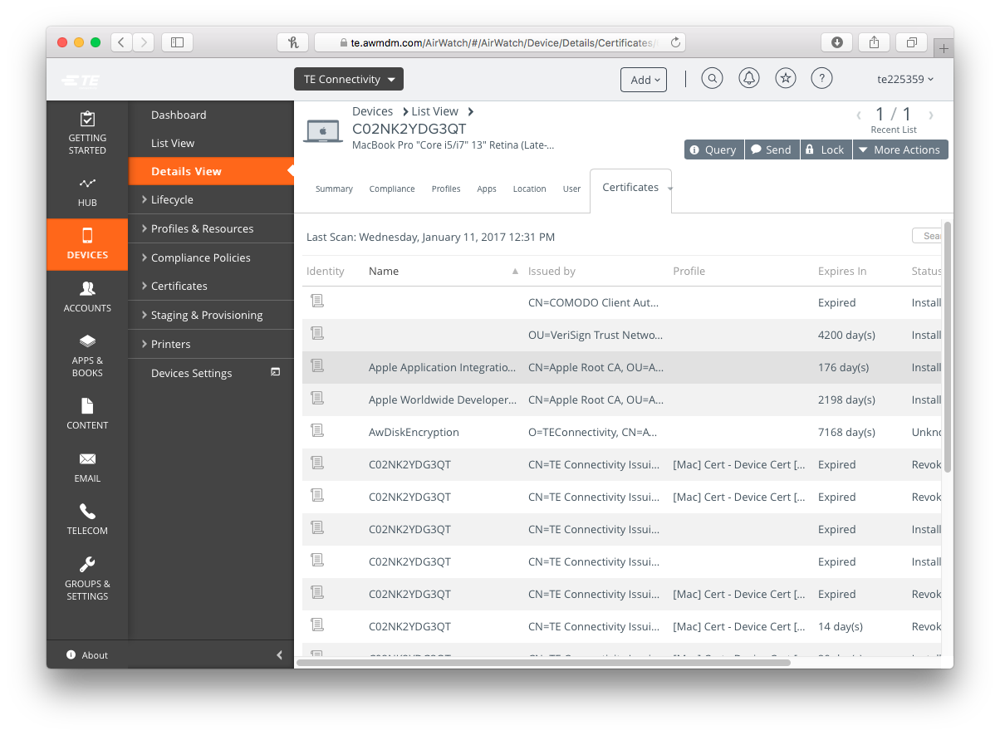 te.awmdm.com/AirWatch/#/AirWatch/Device/Details/Certificates/
TE
TE Connectivity
Add
te225359
GETTING STARTED
HUB
DEVICES
ACCOUNTS
APPS & BOOKS
CONTENT
EMAIL
TELECOM
GROUPS & SETTINGS
About
Dashboard
List View
Details View
Lifecycle
Profiles & Resources
Compliance Policies
Certificates
Staging & Provisioning
Printers
Devices Settings
Devices > List View >
C02NK2YDG3QT
MacBook Pro "Core i5/i7" 13" Retina (Late-...
1 / 1
Recent List
Query Send Lock More Actions
Summary Compliance Profiles Apps Location User Certificates
Last Scan: Wednesday, January 11, 2017 12:31 PM
Sear
Identity Name Issued by Profile Expires In Status
CN=COMODO Client Aut... Expired Install
OU=VeriSign Trust Netwo... 4200 day(s) Install
Apple Application Integratio... CN=Apple Root CA, OU=A... 176 day(s) Install
Apple Worldwide Developer... CN=Apple Root CA, OU=A... 2198 day(s) Install
AwDiskEncryption O=TEConnectivity, CN=A... 7168 day(s) Unkno
C02NK2YDG3QT CN=TE Connectivity Issui... [Mac] Cert - Device Cert [... Expired Revok
C02NK2YDG3QT CN=TE Connectivity Issui... [Mac] Cert - Device Cert [... Expired Revok
C02NK2YDG3QT CN=TE Connectivity Issui... Expired Install
C02NK2YDG3QT CN=TE Connectivity Issui... Expired Install
C02NK2YDG3QT CN=TE Connectivity Issui... [Mac] Cert - Device Cert [... Expired Revok
C02NK2YDG3QT CN=TE Connectivity Issui... [Mac] Cert - Device Cert [... 14 day(s) Revok